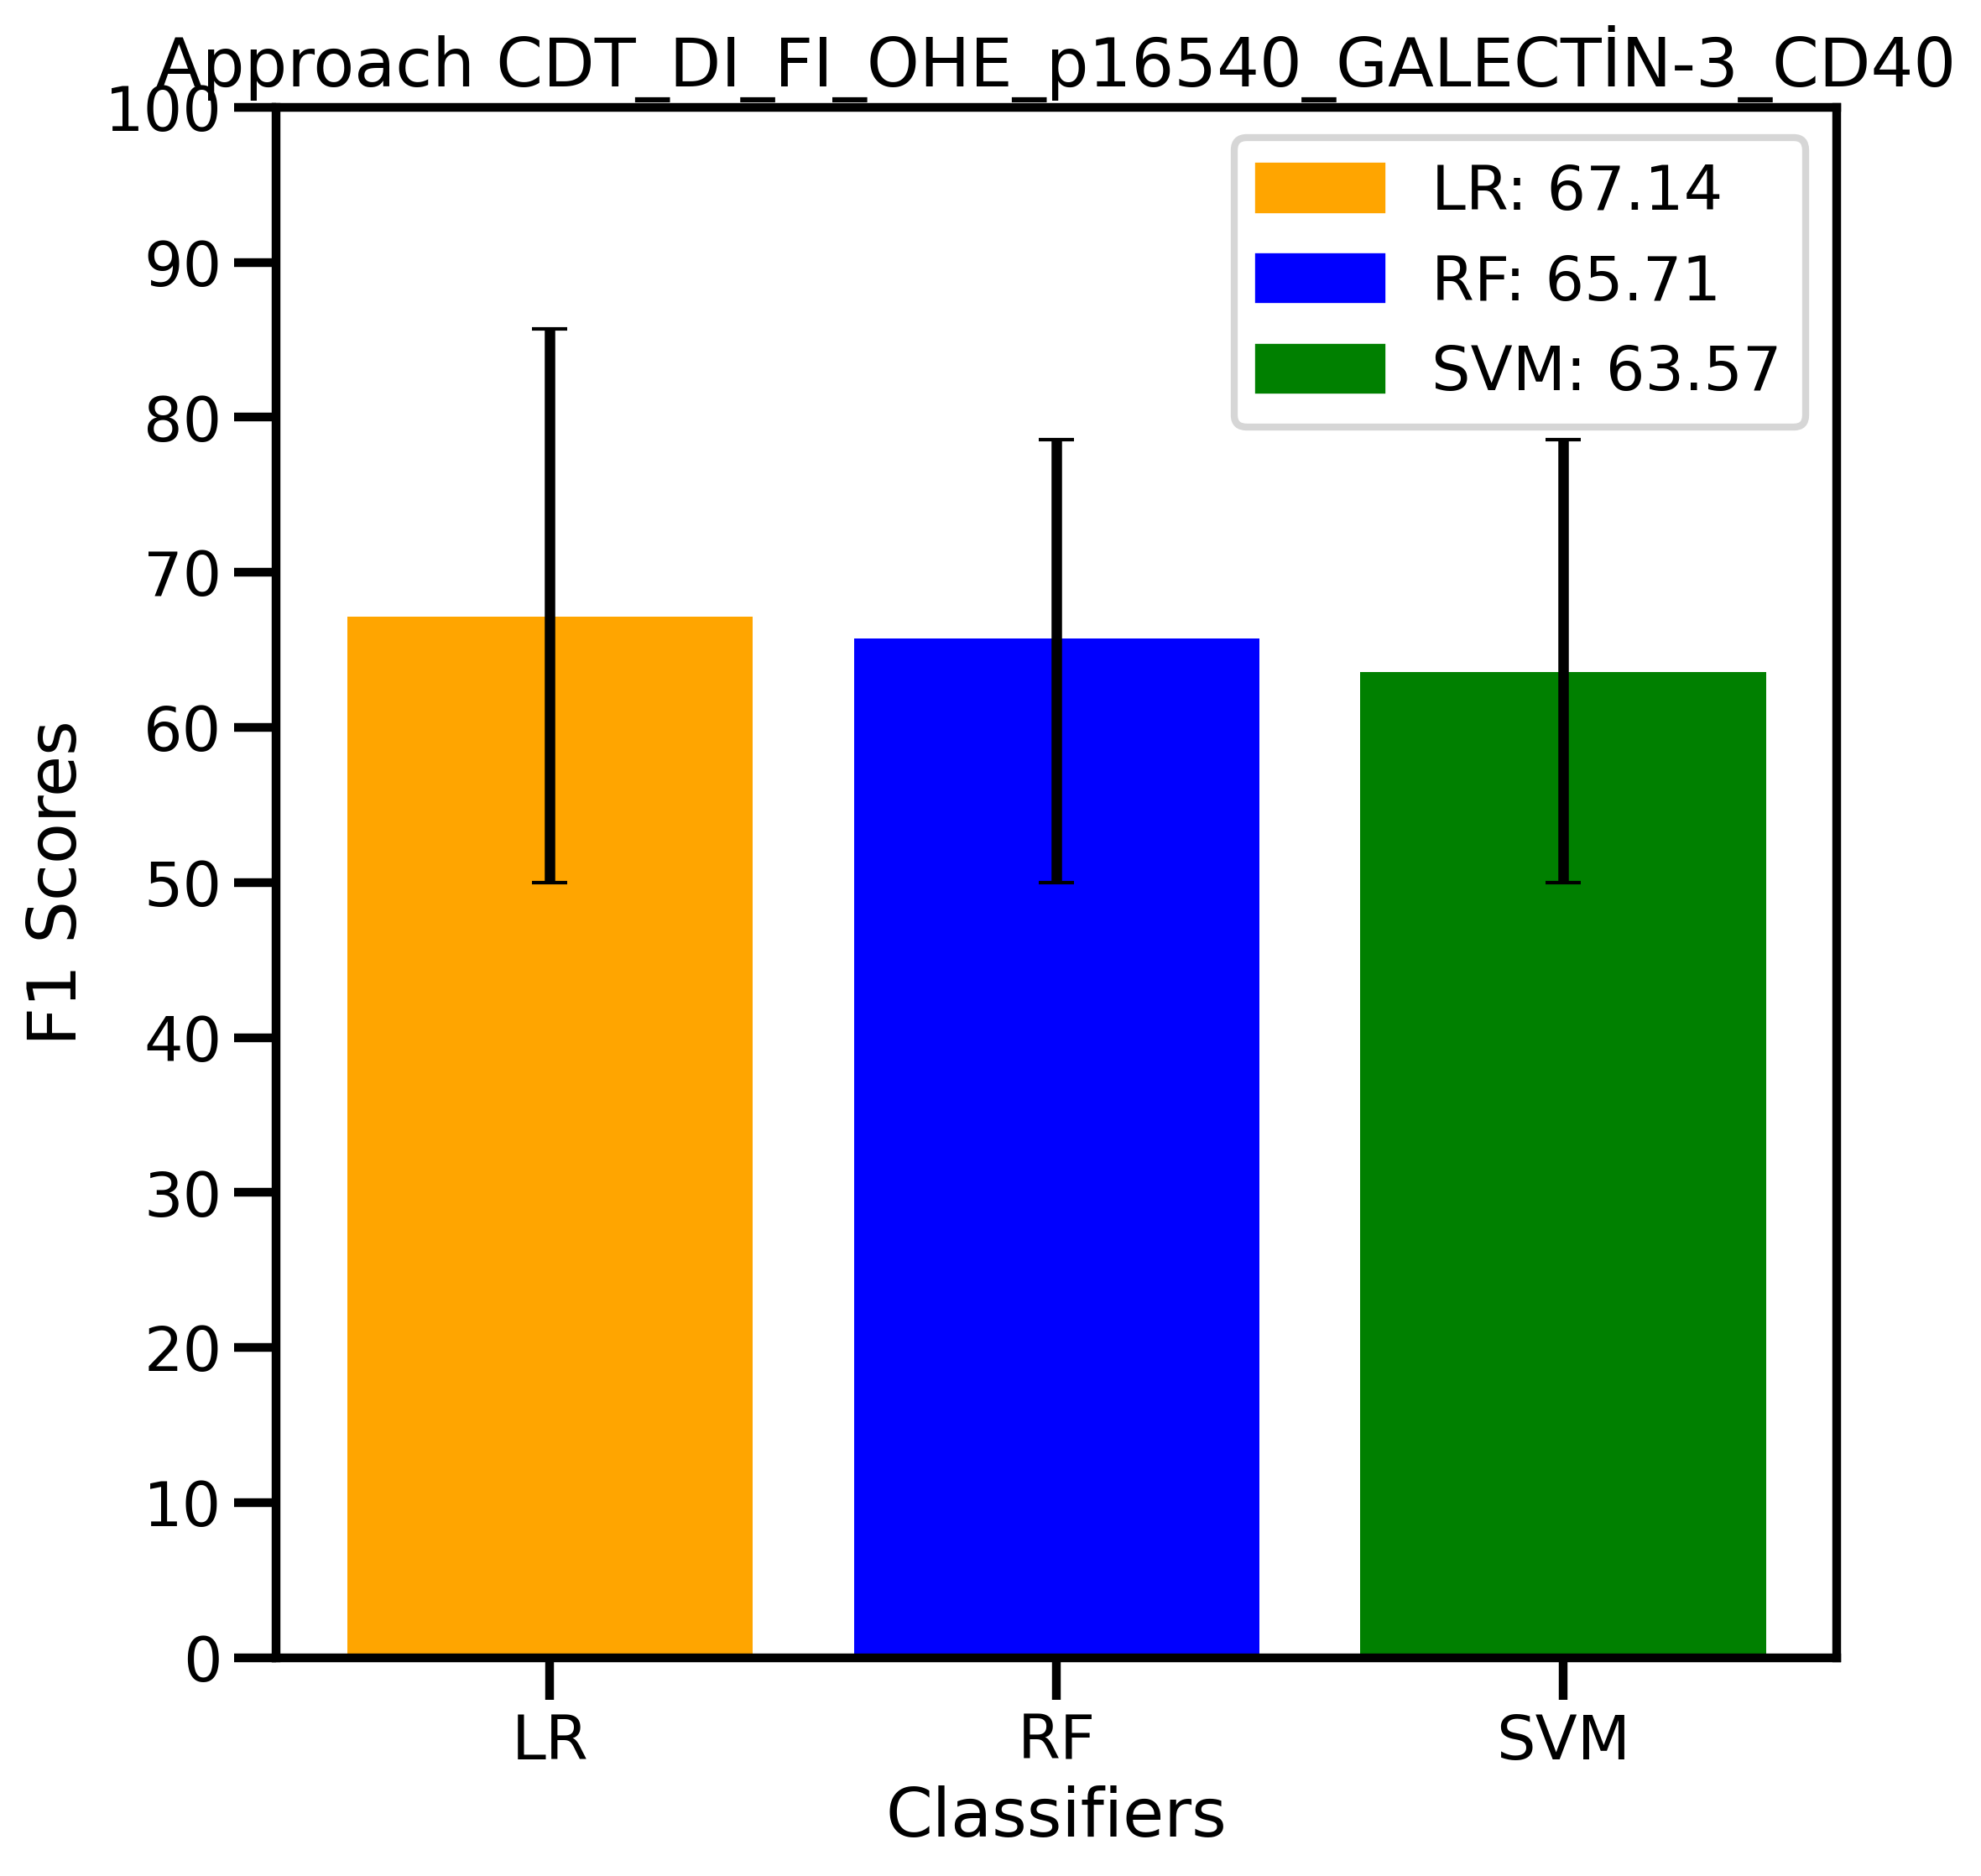 Approach CDT_DI_FI_OHE_p16540_GALECTİN-3_CD40
100
90
80
70
60
50
40
30
20
10
0
F1 Scores
LR: 67.14
RF: 65.71
SVM: 63.57
LR
RF
SVM
Classifiers